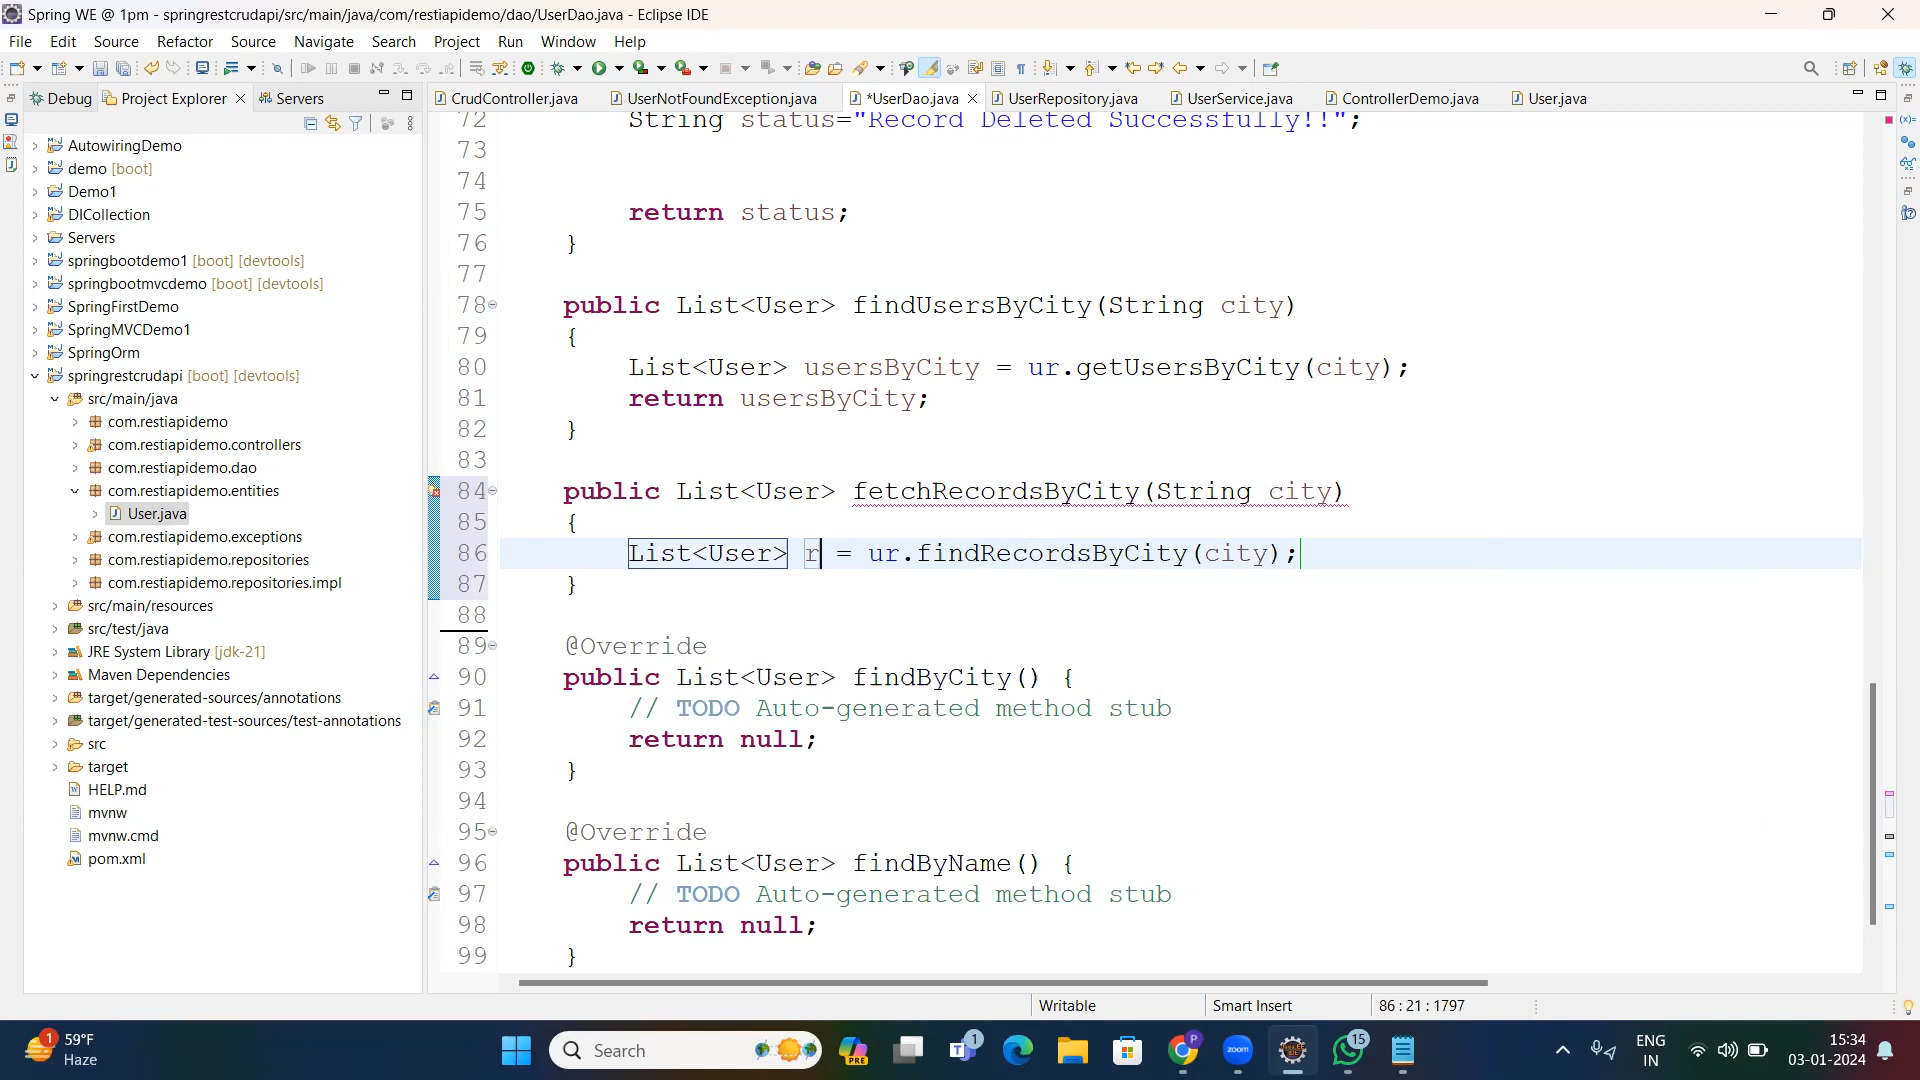 Spring WE @ 1pm - springrestcrudapi/src/main/java/com/restiapidemo/dao/UserDao.java - Eclipse IDE
File Edit Source Refactor Source Navigate Search Project Run Window Help
Debug Project Explorer Servers
CrudController.java UserNotFoundException.java *UserDao.java UserRepository.java UserService.java ControllerDemo.java User.java
AutowiringDemo
demo [boot]
Demo1
DICollection
Servers
springbootdemo1 [boot] [devtools]
springbootmvcdemo [boot] [devtools]
SpringFirstDemo
SpringMVCDemo1
SpringOrm
springrestcrudapi [boot] [devtools]
src/main/java
com.restiapidemo
com.restiapidemo.controllers
com.restiapidemo.dao
com.restiapidemo.entities
User.java
com.restiapidemo.exceptions
com.restiapidemo.repositories
com.restiapidemo.repositories.impl
src/main/resources
src/test/java
JRE System Library [jdk-21]
Maven Dependencies
target/generated-sources/annotations
target/generated-test-sources/test-annotations
src
target
HELP.md
mvnw
mvnw.cmd
pom.xml
72 String status="Record Deleted Successfully!!";
73
74
75 return status;
76 }
77
78 public List<User> findUsersByCity(String city)
79 {
80 List<User> usersByCity = ur.getUsersByCity(city);
81 return usersByCity;
82 }
83
84 public List<User> fetchRecordsByCity(String city)
85 {
86 List<User> r = ur.findRecordsByCity(city);
87 }
88
89 @Override
90 public List<User> findByCity() {
91 // TODO Auto-generated method stub
92 return null;
93 }
94
95 @Override
96 public List<User> findByName() {
97 // TODO Auto-generated method stub
98 return null;
99 }
Writable Smart Insert 86 : 21 : 1797
1 59°F
Haze
Search
PRE
1
zoom
15
ENG
IN
15:34
03-01-2024